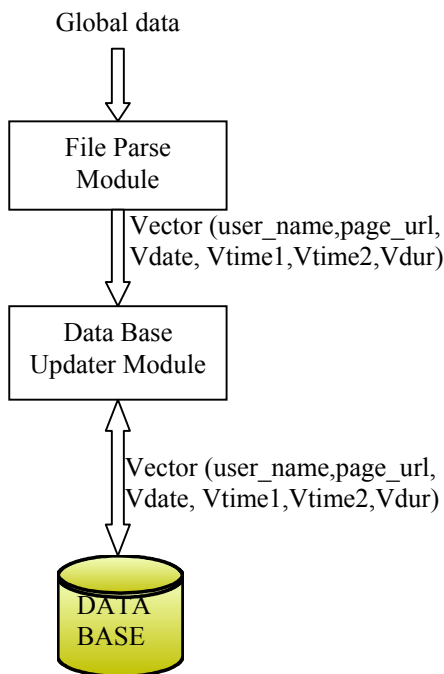 Global data
File Parse
Module
Vector (user_name,page_url,
Vdate, Vtime1,Vtime2,Vdur)
Data Base
Updater Module
Vector (user_name,page_url,
Vdate, Vtime1,Vtime2,Vdur)
DATA
BASE